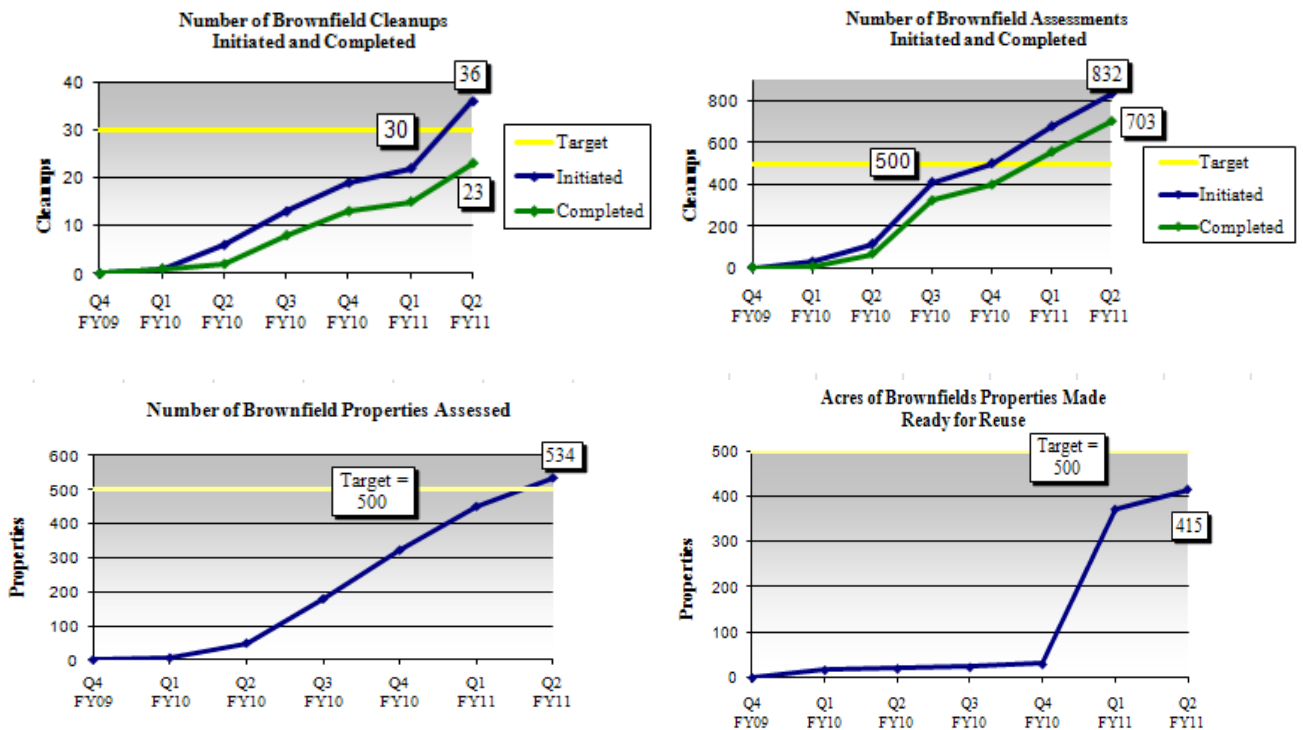 Number of Brownfield Cleanups
Initiated and Completed
36
40
30
30
20
10
0
23
Cleanups
Target
Initiated
Completed
Q4 Q1 Q2 Q3 Q4 Q1 Q2
FY09 FY10 FY10 FY10 FY10 FY11 FY11
Number of Brownfield Assessments
Initiated and Completed
832
800
703
600
500
400
200
0
Cleanups
Target
Initiated
Completed
Q4 Q1 Q2 Q3 Q4 Q1 Q2
FY09 FY10 FY10 FY10 FY10 FY11 FY11
Number of Brownfield Properties Assessed
534
600
500
Target =
500
400
300
200
100
0
Properties
Q4 Q1 Q2 Q3 Q4 Q1 Q2
FY09 FY10 FY10 FY10 FY10 FY11 FY11
Acres of Brownfields Properties Made
Ready for Reuse
Target =
500
500
400
415
300
200
100
0
Properties
Q4 Q1 Q2 Q3 Q4 Q1 Q2
FY09 FY10 FY10 FY10 FY10 FY11 FY11